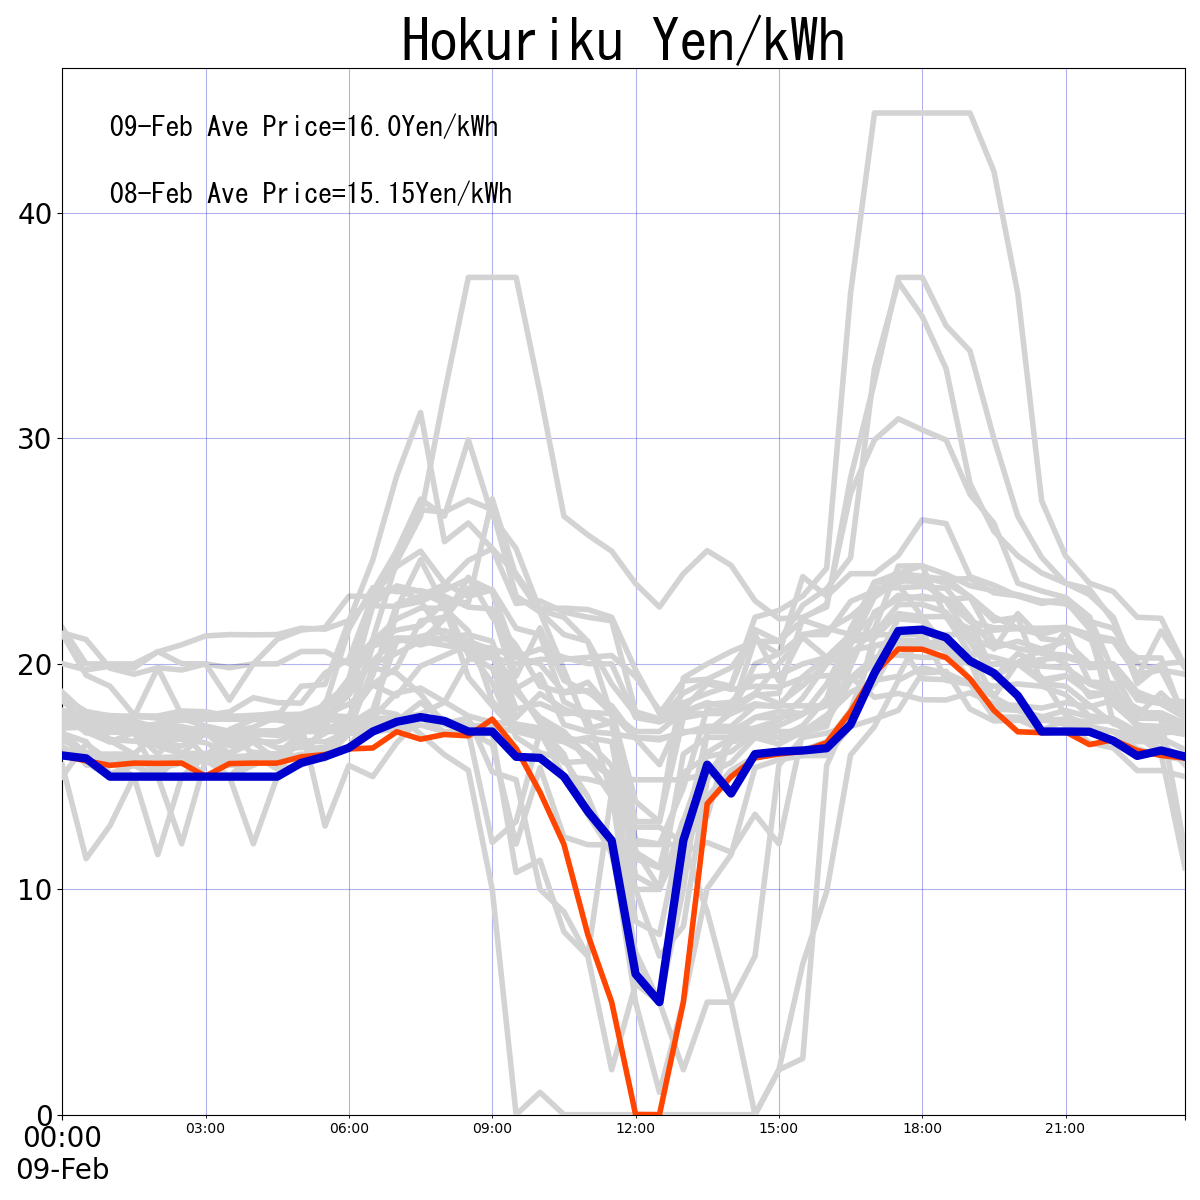 Hokuriku Yen/kWh
09-Feb Ave Price=16.0Yen/kWh
08-Feb Ave Price=15.15Yen/kWh
40
30
20
10
0
00:00 03:00 06:00 09:00 12:00 15:00 18:00 21:00
09-Feb